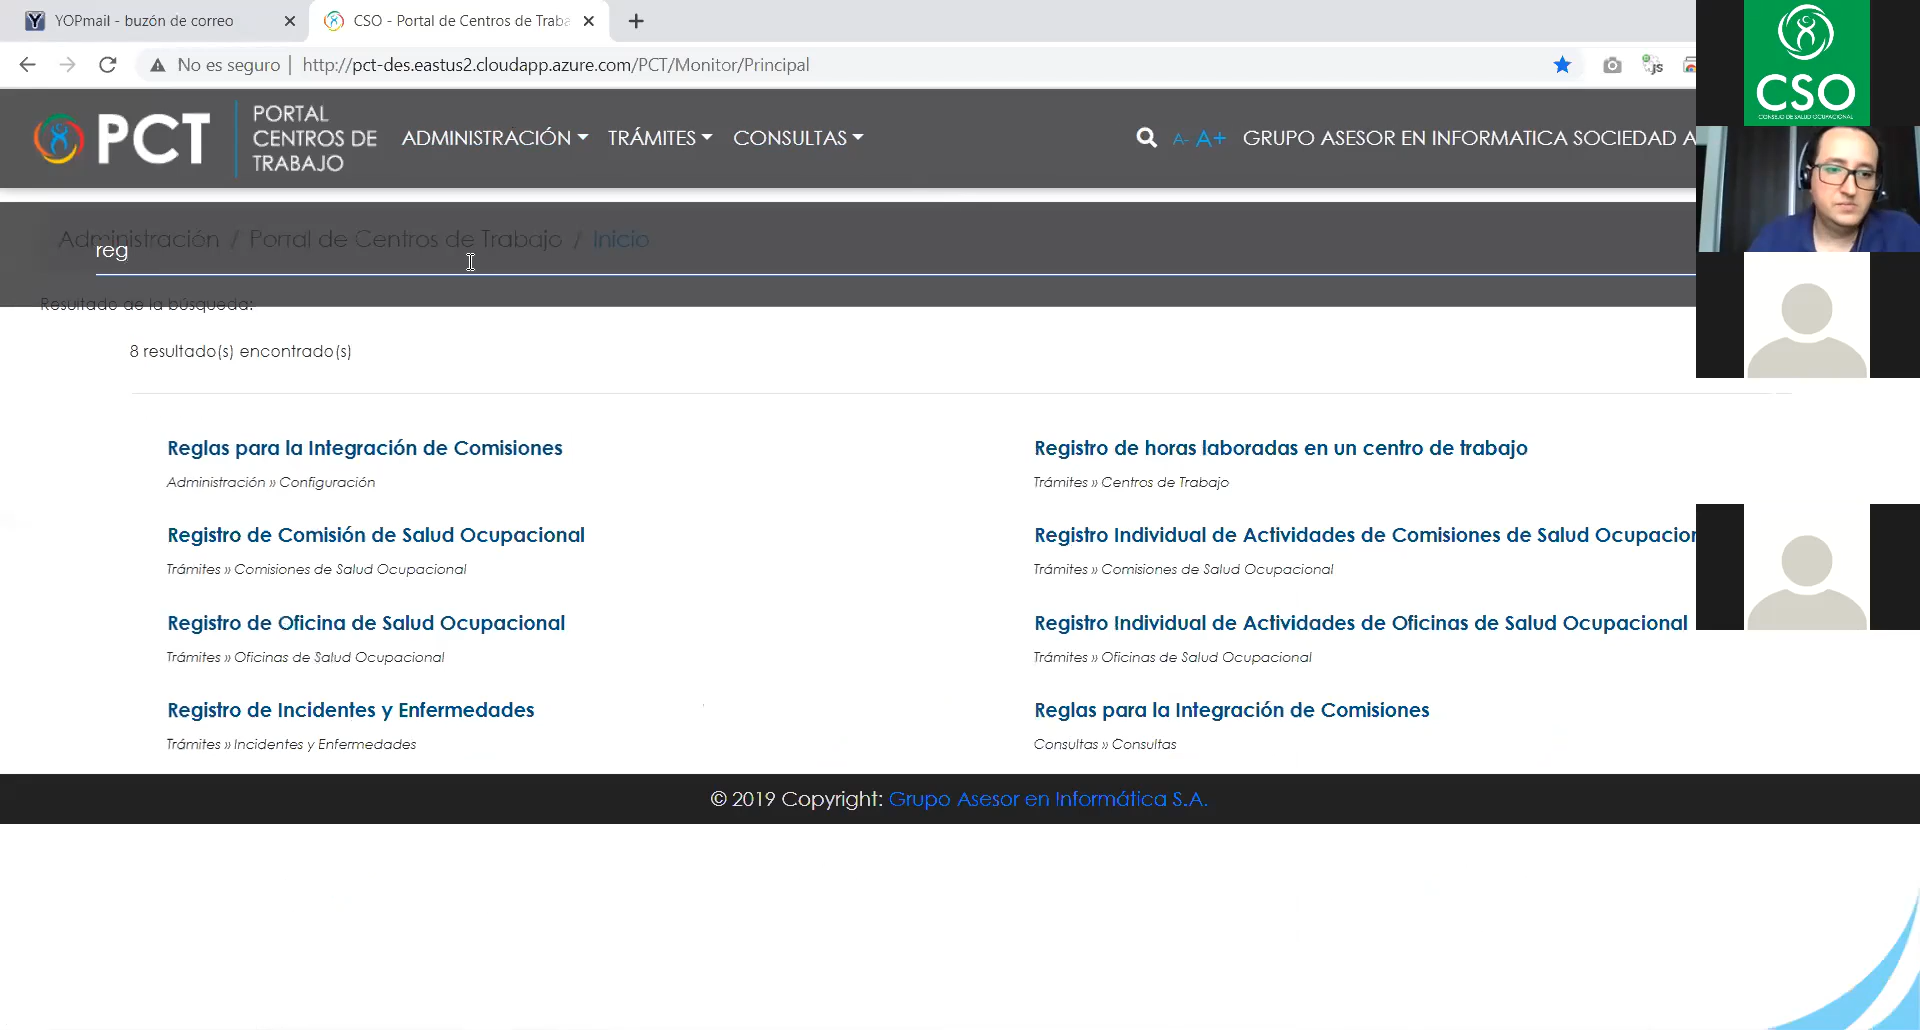 YOPmail - buzón de correo
CSO - Portal de Centros de Traba
No es seguro | http://pct-des.eastus2.cloudapp.azure.com/PCT/Monitor/Principal
JS
CSO
CONSEJO DE SALUD OCUPACIONAL
PCT
PORTAL
CENTROS DE
TRABAJO
ADMINISTRACIÓN
TRÁMITES
CONSULTAS
A- A+
GRUPO ASESOR EN INFORMATICA SOCIEDAD A
Administración / Portal de Centros de Trabajo / Inicio
reg
Resultado de la búsqueda:
8 resultado(s) encontrado(s)
Reglas para la Integración de Comisiones
Administración » Configuración
Registro de horas laboradas en un centro de trabajo
Trámites » Centros de Trabajo
Registro de Comisión de Salud Ocupacional
Trámites » Comisiones de Salud Ocupacional
Registro Individual de Actividades de Comisiones de Salud Ocupacion
Trámites » Comisiones de Salud Ocupacional
Registro de Oficina de Salud Ocupacional
Trámites » Oficinas de Salud Ocupacional
Registro Individual de Actividades de Oficinas de Salud Ocupacional
Trámites » Oficinas de Salud Ocupacional
Registro de Incidentes y Enfermedades
Trámites » Incidentes y Enfermedades
Reglas para la Integración de Comisiones
Consultas » Consultas
© 2019 Copyright: Grupo Asesor en Informática S.A.